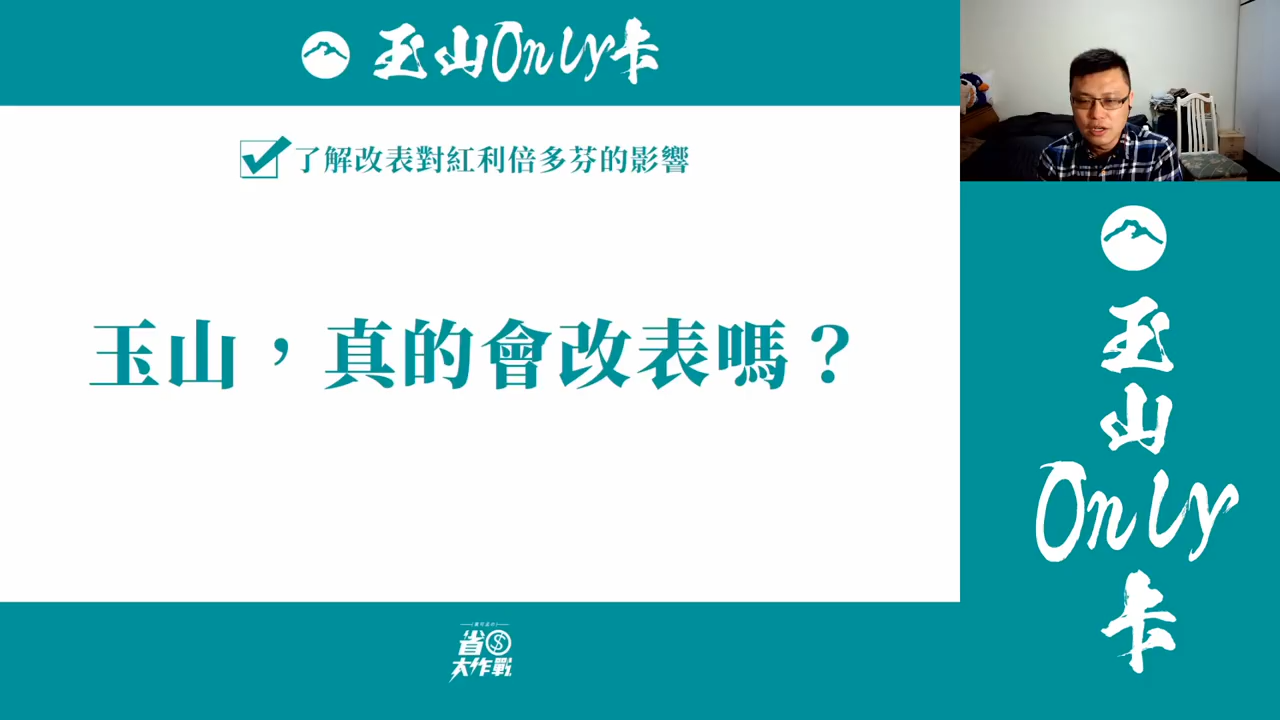 玉山Only卡
了解改表對紅利倍多芬的影響
玉山，真的會改表嗎？
省$
大作戰
玉
山
Only
卡